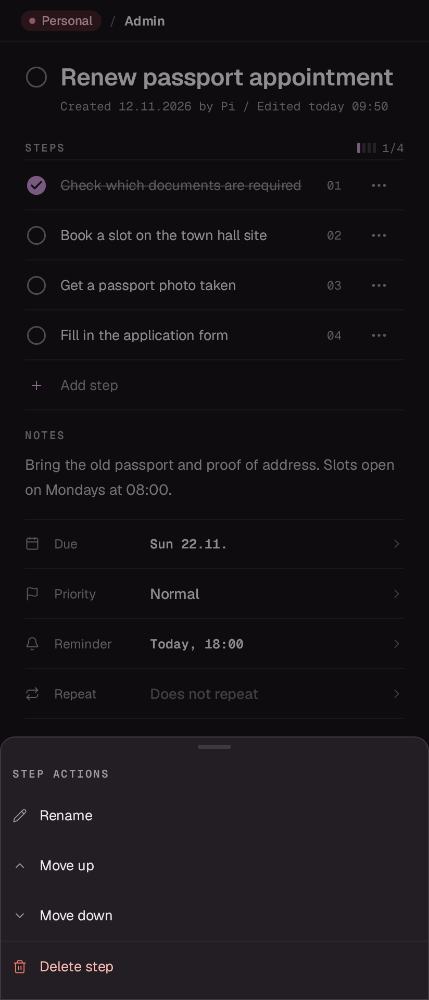 Personal / Admin
Renew passport appointment
Created 12.11.2026 by Pi / Edited today 09:50
STEPS 1/4
Check which documents are required 01
Book a slot on the town hall site 02
Get a passport photo taken 03
Fill in the application form 04
Add step
NOTES
Bring the old passport and proof of address. Slots open
on Mondays at 08:00.
Due Sun 22.11.
Priority Normal
Reminder Today, 18:00
Repeat Does not repeat
STEP ACTIONS
Rename
Move up
Move down
Delete step